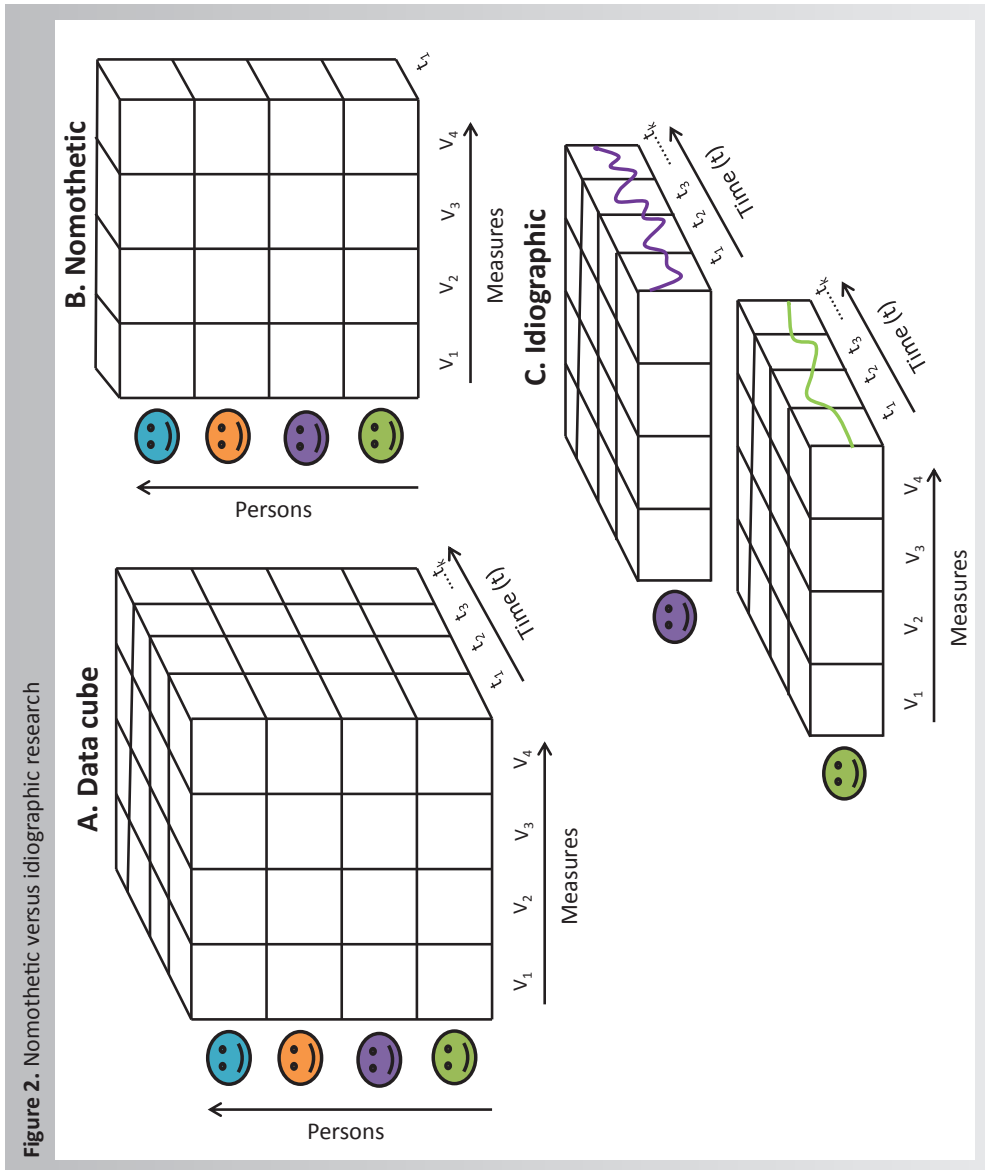 Figure 2. Nomothetic versus idiographic research
A. Data cube
Persons
V1 V2 V3 V4
Measures
t1 t2 t3 ....tk
Time (t)
B. Nomothetic
Persons
V1 V2 V3 V4
Measures
t1
C. Idiographic
t1 t2 t3 .......tk
Time (t)
t1 t2 t3 .......tk
Time (t)
V1 V2 V3 V4
Measures